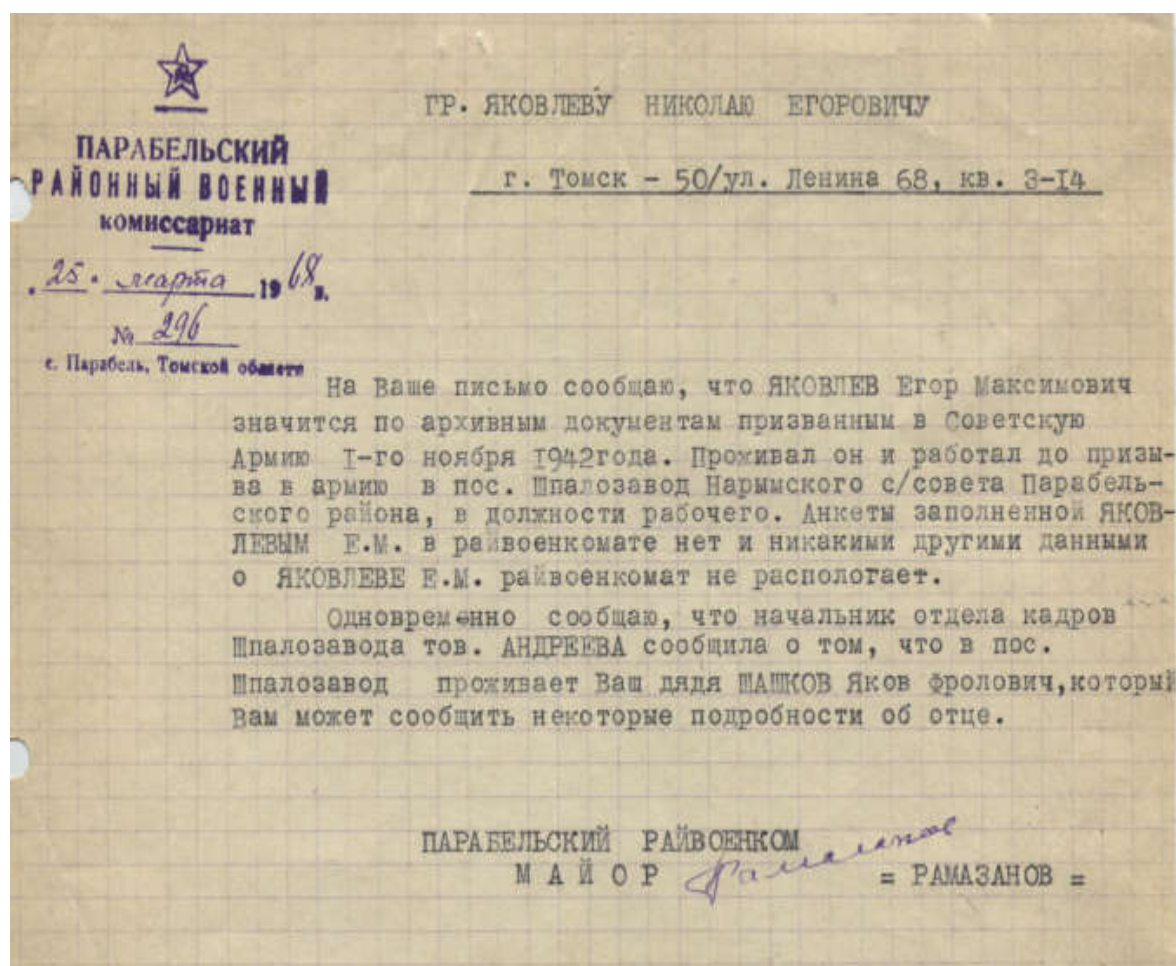 ПАРАБЕЛЬСКИЙ
РАЙОННЫЙ ВОЕННЫЙ
комиссариат
„25" марта 1968 г.
№ 296
с. Парабель, Томской области
ГР. ЯКОВЛЕВУ НИКОЛАЮ ЕГОРОВИЧУ
г. Томск - 50/ул. Ленина 68, кв. 3-I4
На Ваше письмо сообщаю, что ЯКОВЛЕВ Егор Максимович
значится по архивным документам призванным в Советскую
Армию I-го ноября I942года. Проживал он и работал до призы-
ва в армию в пос. Шпалозавод Нарымского с/совета Парабель-
ского района, в должности рабочего. Анкеты заполненной ЯКОВ-
ЛЕВЫМ Е.М. в райвоенкомате нет и никакими другими данными
о ЯКОВЛЕВЕ Е.М. райвоенкомат не распологает.
Одновременно сообщаю, что начальник отдела кадров
Шпалозавода тов. АНДРЕЕВА сообщила о том, что в пос.
Шпалозавод проживает Ваш дядя ШАШКОВ Яков Фролович,который
Вам может сообщить некоторые подробности об отце.
ПАРАБЕЛЬСКИЙ РАЙВОЕНКОМ
М А Й О Р Рамазанов = РАМАЗАНОВ =